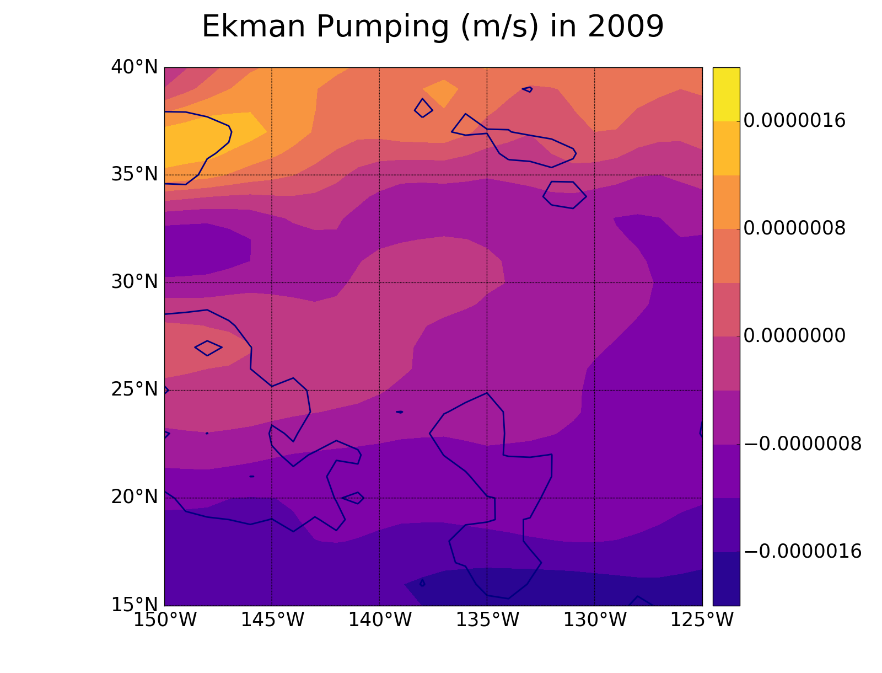 Ekman Pumping (m/s) in 2009
40°N
35°N
30°N
25°N
20°N
15°N
150°W 145°W 140°W 135°W 130°W 125°W
0.0000016
0.0000008
0.0000000
−0.0000008
−0.0000016